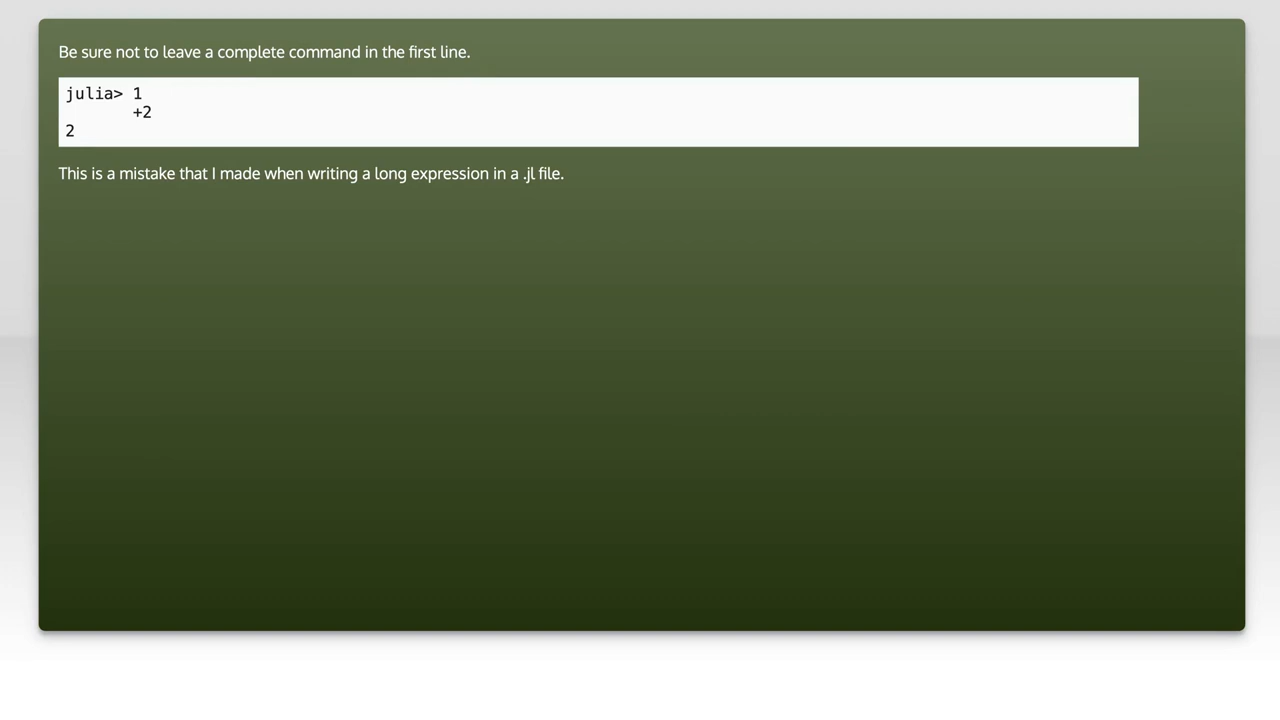 Be sure not to leave a complete command in the first line.
julia> 1
       +2
2
This is a mistake that I made when writing a long expression in a .jl file.